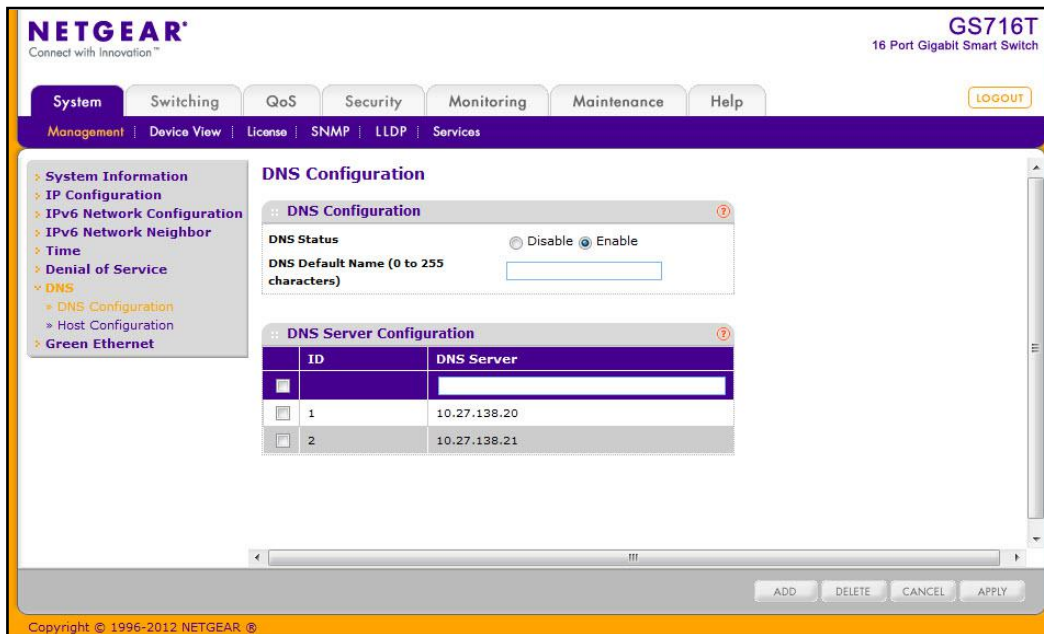 NETGEAR®
Connect with Innovation™
GS716T
16 Port Gigabit Smart Switch
System Switching QoS Security Monitoring Maintenance Help LOGOUT
Management Device View License SNMP LLDP Services
System Information
IP Configuration
IPv6 Network Configuration
IPv6 Network Neighbor
Time
Denial of Service
DNS
» DNS Configuration
» Host Configuration
Green Ethernet
DNS Configuration
DNS Configuration ?
DNS Status Disable Enable
DNS Default Name (0 to 255
characters)
DNS Server Configuration ?
ID DNS Server
1 10.27.138.20
2 10.27.138.21
ADD DELETE CANCEL APPLY
Copyright © 1996-2012 NETGEAR ®